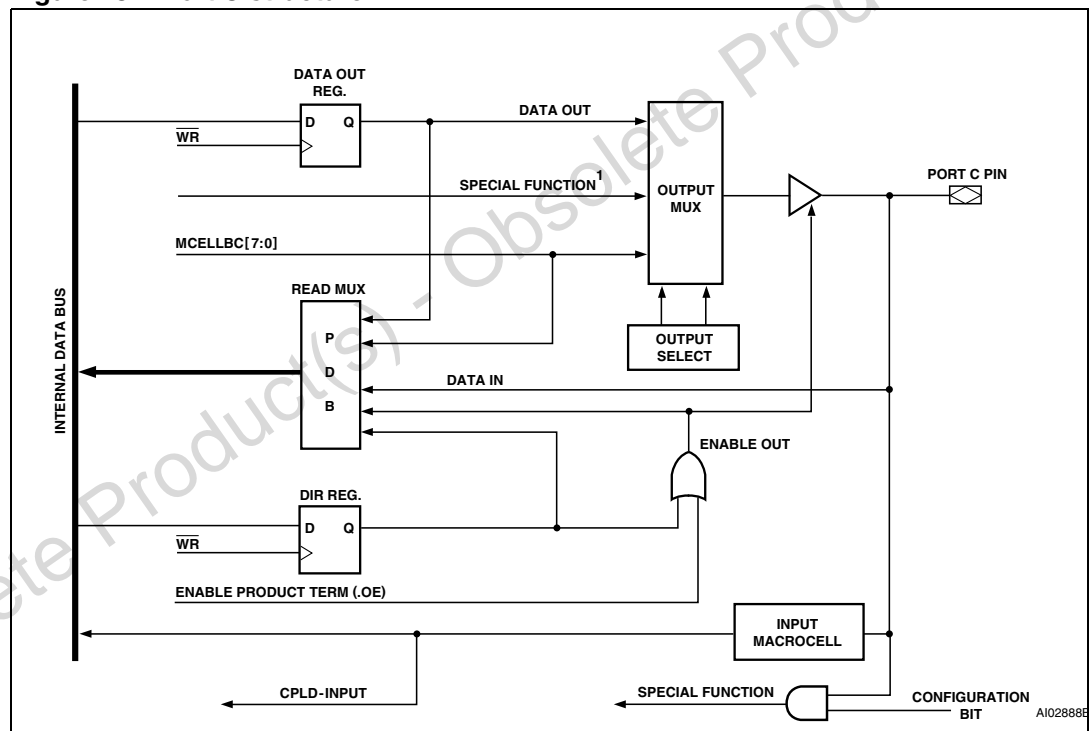 DATA OUT
REG.
D Q
WR
DATA OUT
SPECIAL FUNCTION1
OUTPUT
MUX
PORT C PIN
MCELLBC[7:0]
READ MUX
P
D
B
OUTPUT
SELECT
INTERNAL DATA BUS
DATA IN
ENABLE OUT
DIR REG.
D Q
WR
ENABLE PRODUCT TERM (.OE)
INPUT
MACROCELL
CPLD-INPUT
SPECIAL FUNCTION
CONFIGURATION
BIT
Product(s) - Obsolete Prod
lete Product(s)